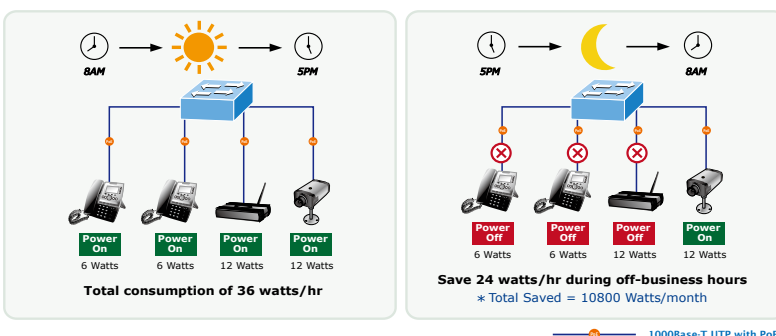 8AM
5PM
Power On
Power On
Power On
Power On
6 Watts
6 Watts
12 Watts
12 Watts
Total consumption of 36 watts/hr
5PM
8AM
Power Off
Power Off
Power Off
Power On
6 Watts
6 Watts
12 Watts
12 Watts
Save 24 watts/hr during off-business hours
* Total Saved = 10800 Watts/month
1000Base-T UTP with PoE